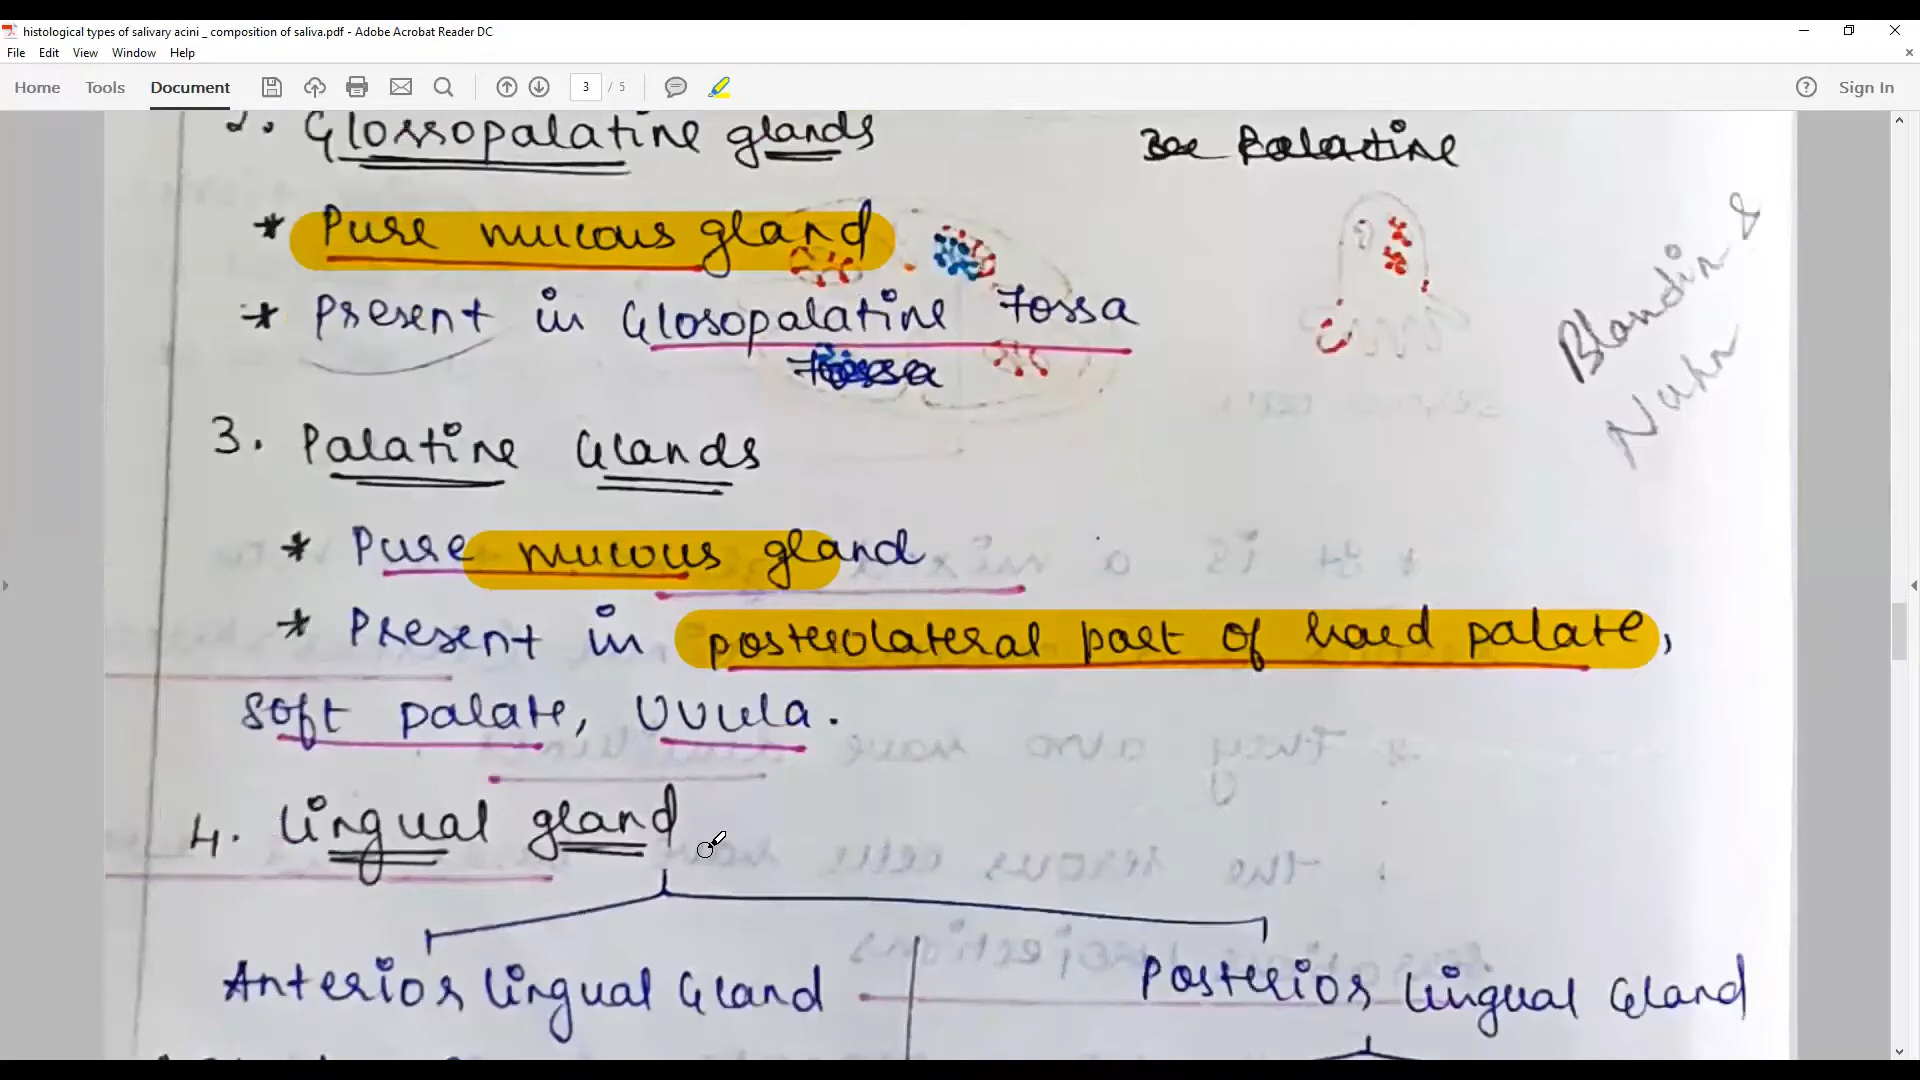 histological types of salivary acini _ composition of saliva.pdf - Adobe Acrobat Reader DC
File Edit View Window Help
Home Tools Document 3 / 5 Sign In
2. Glossopalatine glands
Palatine
* Pure mucous gland
* Present in Glosopalatine Fossa
Fossa
Blandin &
Nuhn
3. Palatine Glands
* Pure mucous gland
* Present in posterolateral part of hard palate,
Soft palate, Uvula.
4. Lingual gland
Anterior Lingual Gland
Posterior Lingual Gland